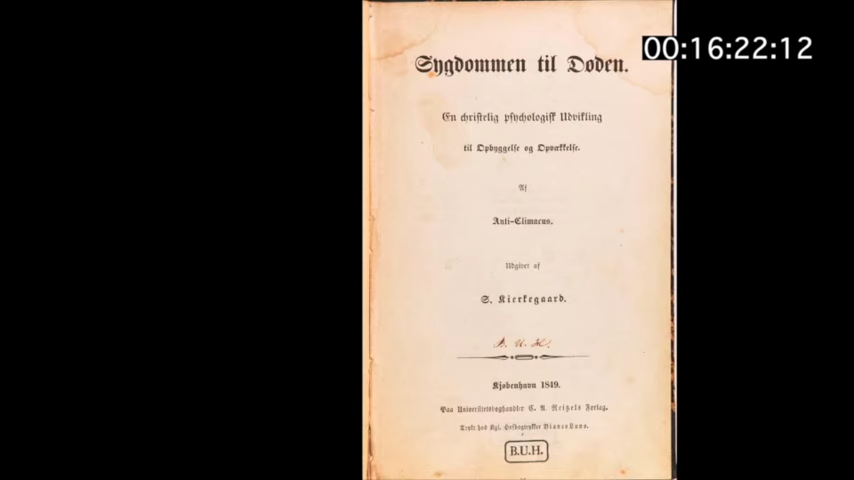 00:16:22:12
Sygdommen til Døden.
En christelig psychologisk Udvikling
til Opbyggelse og Opvækkelse.
Af
Anti-Climacus.
Udgivet af
S. Kierkegaard.
B. U. H.
Kjøbenhavn 1849.
Paa Universitetsboghandler C. A. Reitzels Forlag.
Trykt hos Kgl. Hofbogtrykker Bianco Luno.
B.U.H.